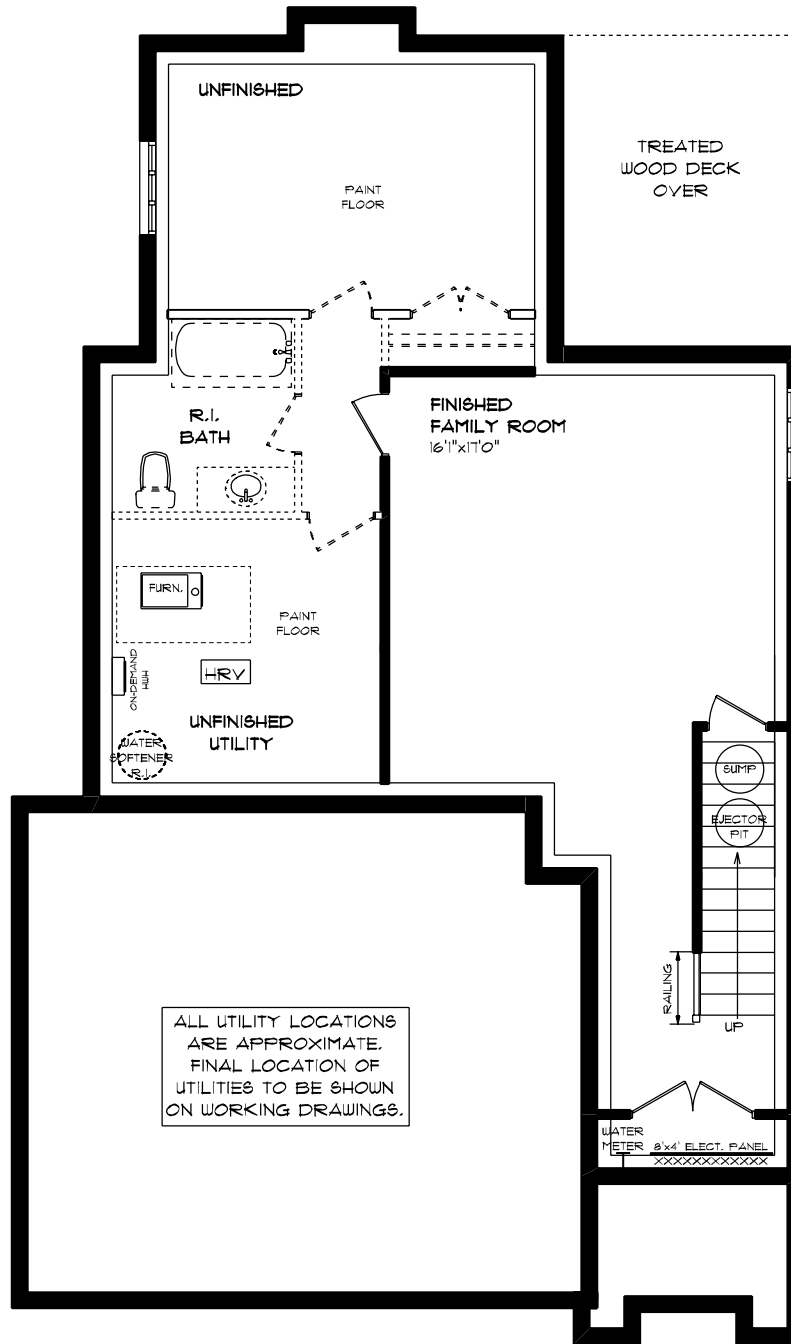 UNFINISHED
TREATED
WOOD DECK
OVER
PAINT
FLOOR
R.I.
BATH
FINISHED
FAMILY ROOM
16'1"x17'0"
FURN.
PAINT
FLOOR
ON-DEMAND
HWH
HRV
UNFINISHED
UTILITY
WATER
SOFTENER
R.I.
SUMP
EJECTOR
PIT
RAILING
UP
ALL UTILITY LOCATIONS
ARE APPROXIMATE.
FINAL LOCATION OF
UTILITIES TO BE SHOWN
ON WORKING DRAWINGS.
WATER
METER
8'x4' ELECT. PANEL